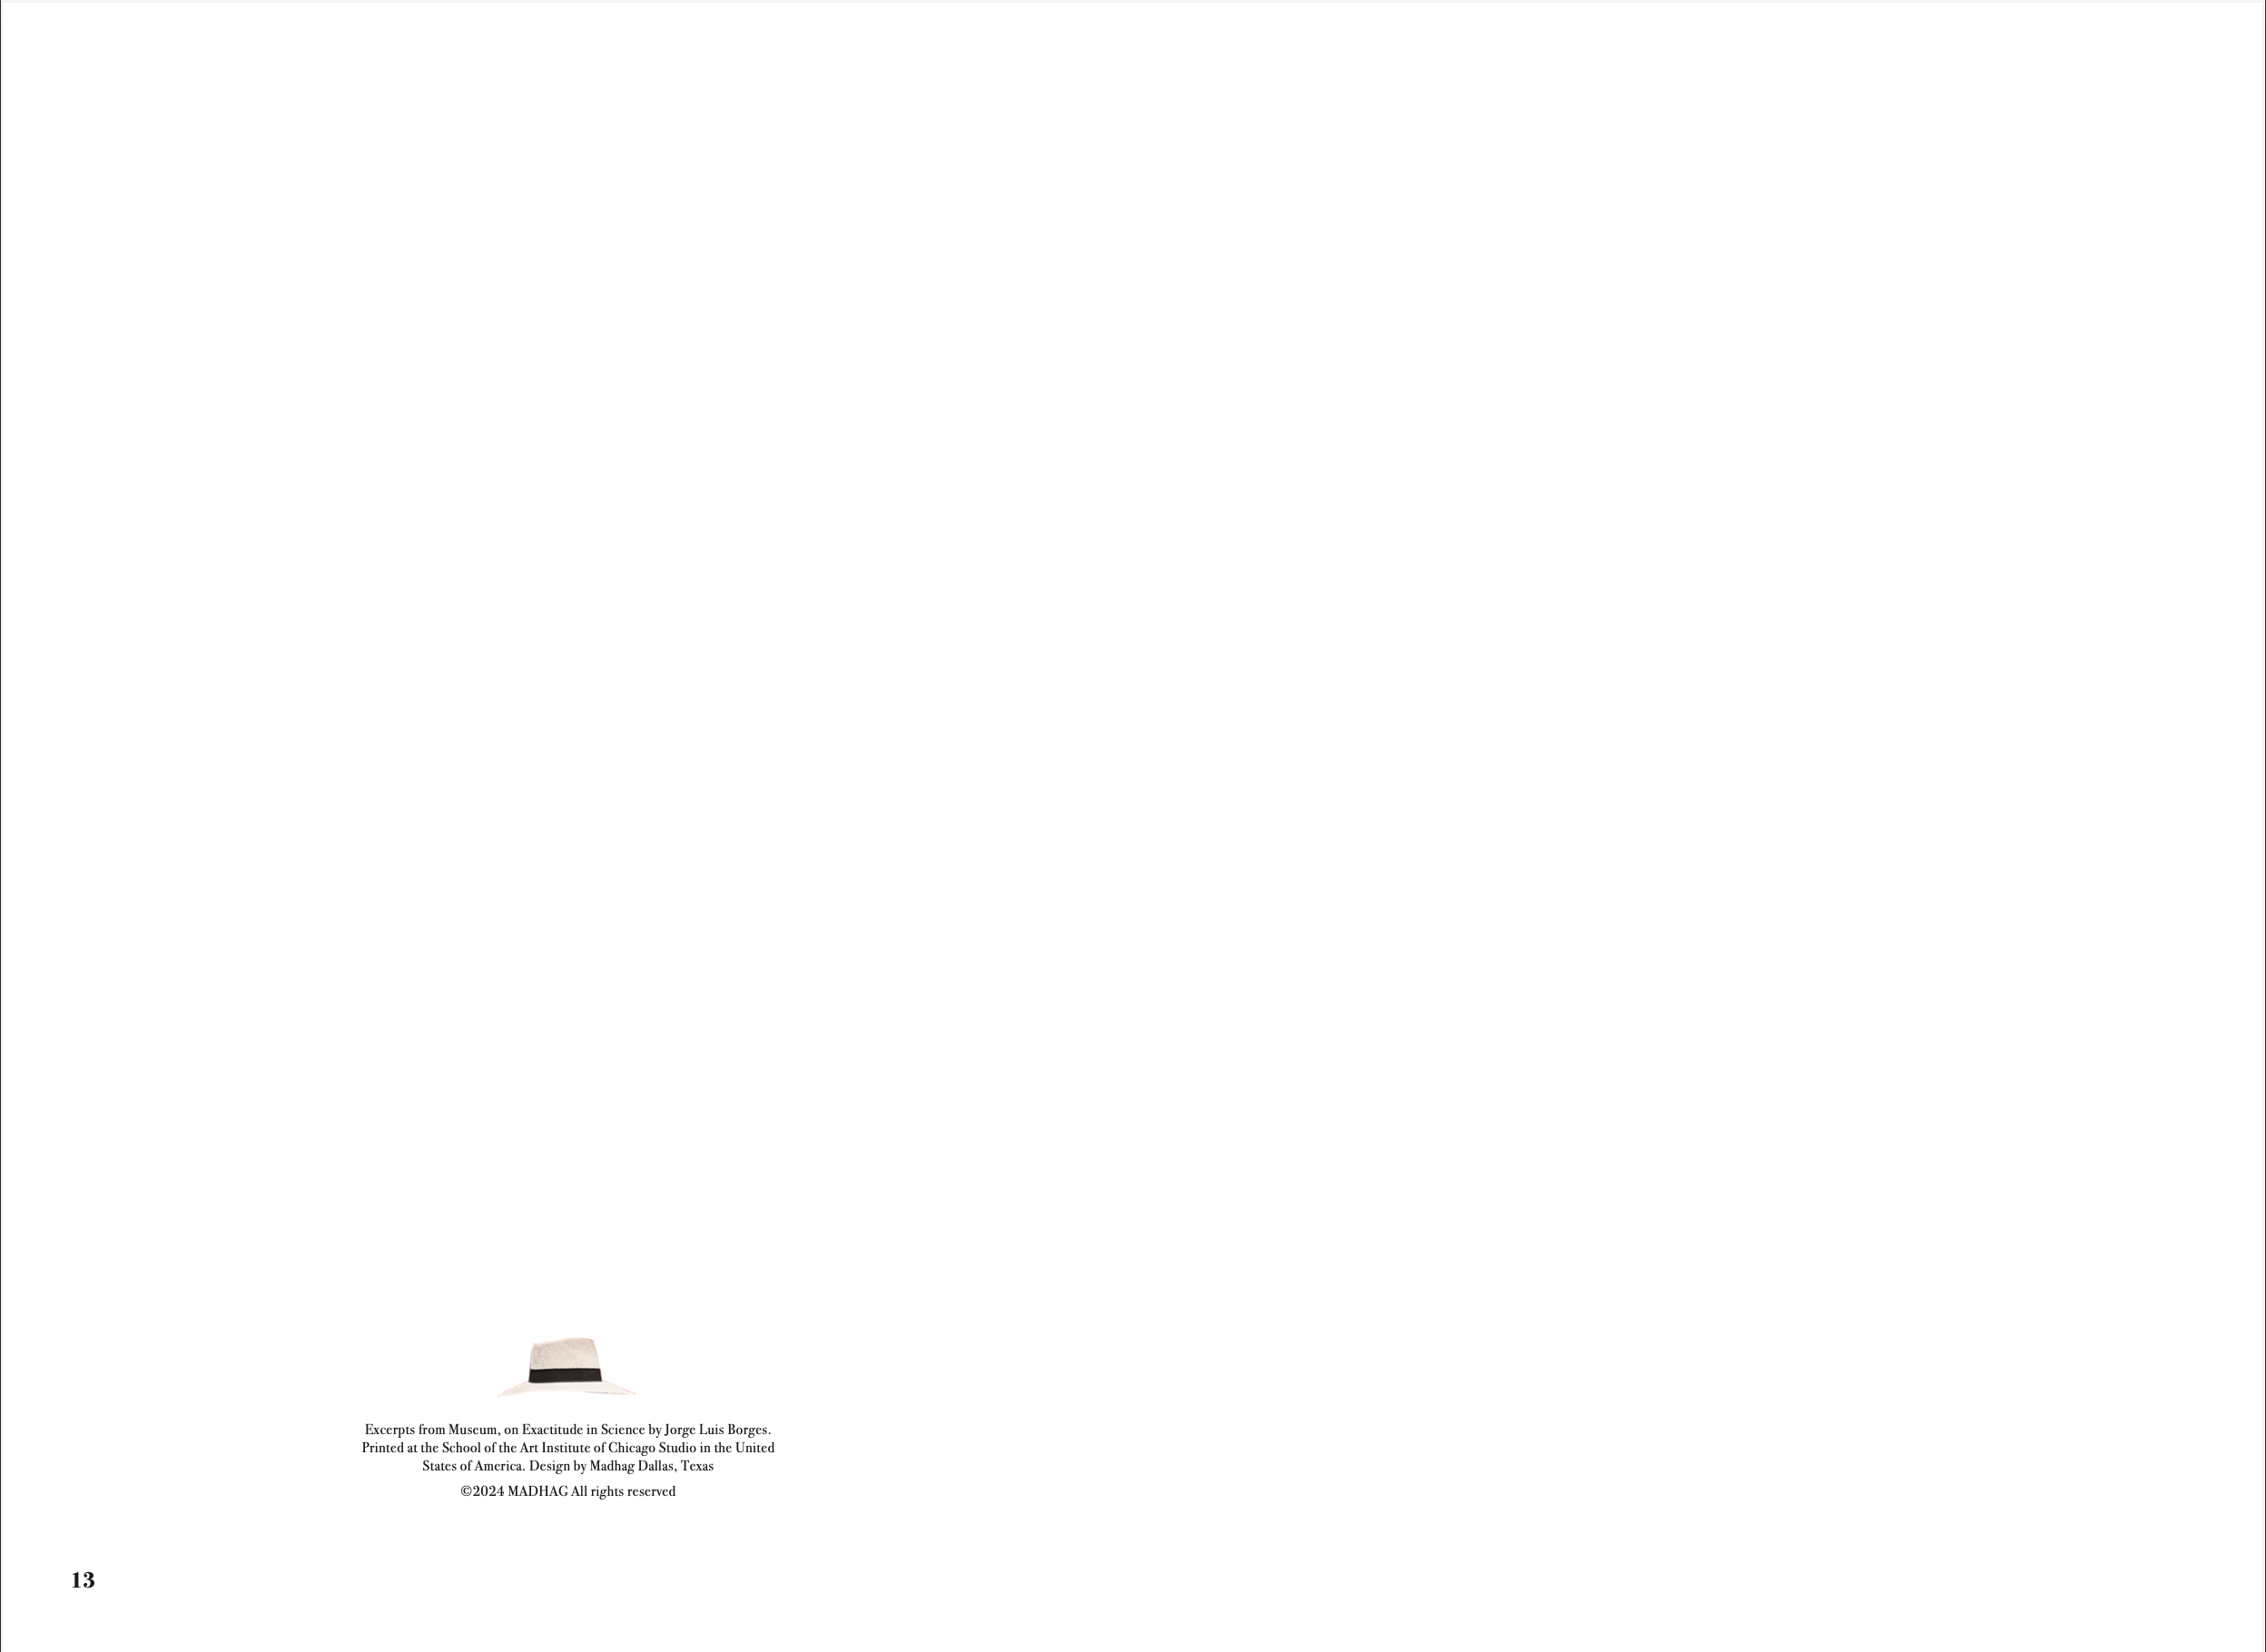 Excerpts from Museum, on Exactitude in Science by Jorge Luis Borges.
Printed at the School of the Art Institute of Chicago Studio in the United
States of America. Design by Madhag Dallas, Texas
©2024 MADHAG All rights reserved
13